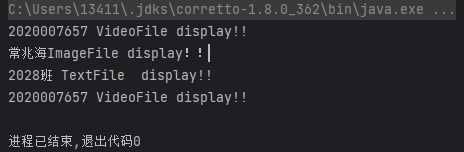 C:\Users\13411\.jdks\corretto-1.8.0_362\bin\java.exe ...
2020007657 VideoFile display!!
常兆海ImageFile display!!
2028班 TextFile  display!!
2020007657 VideoFile display!!
进程已结束,退出代码0